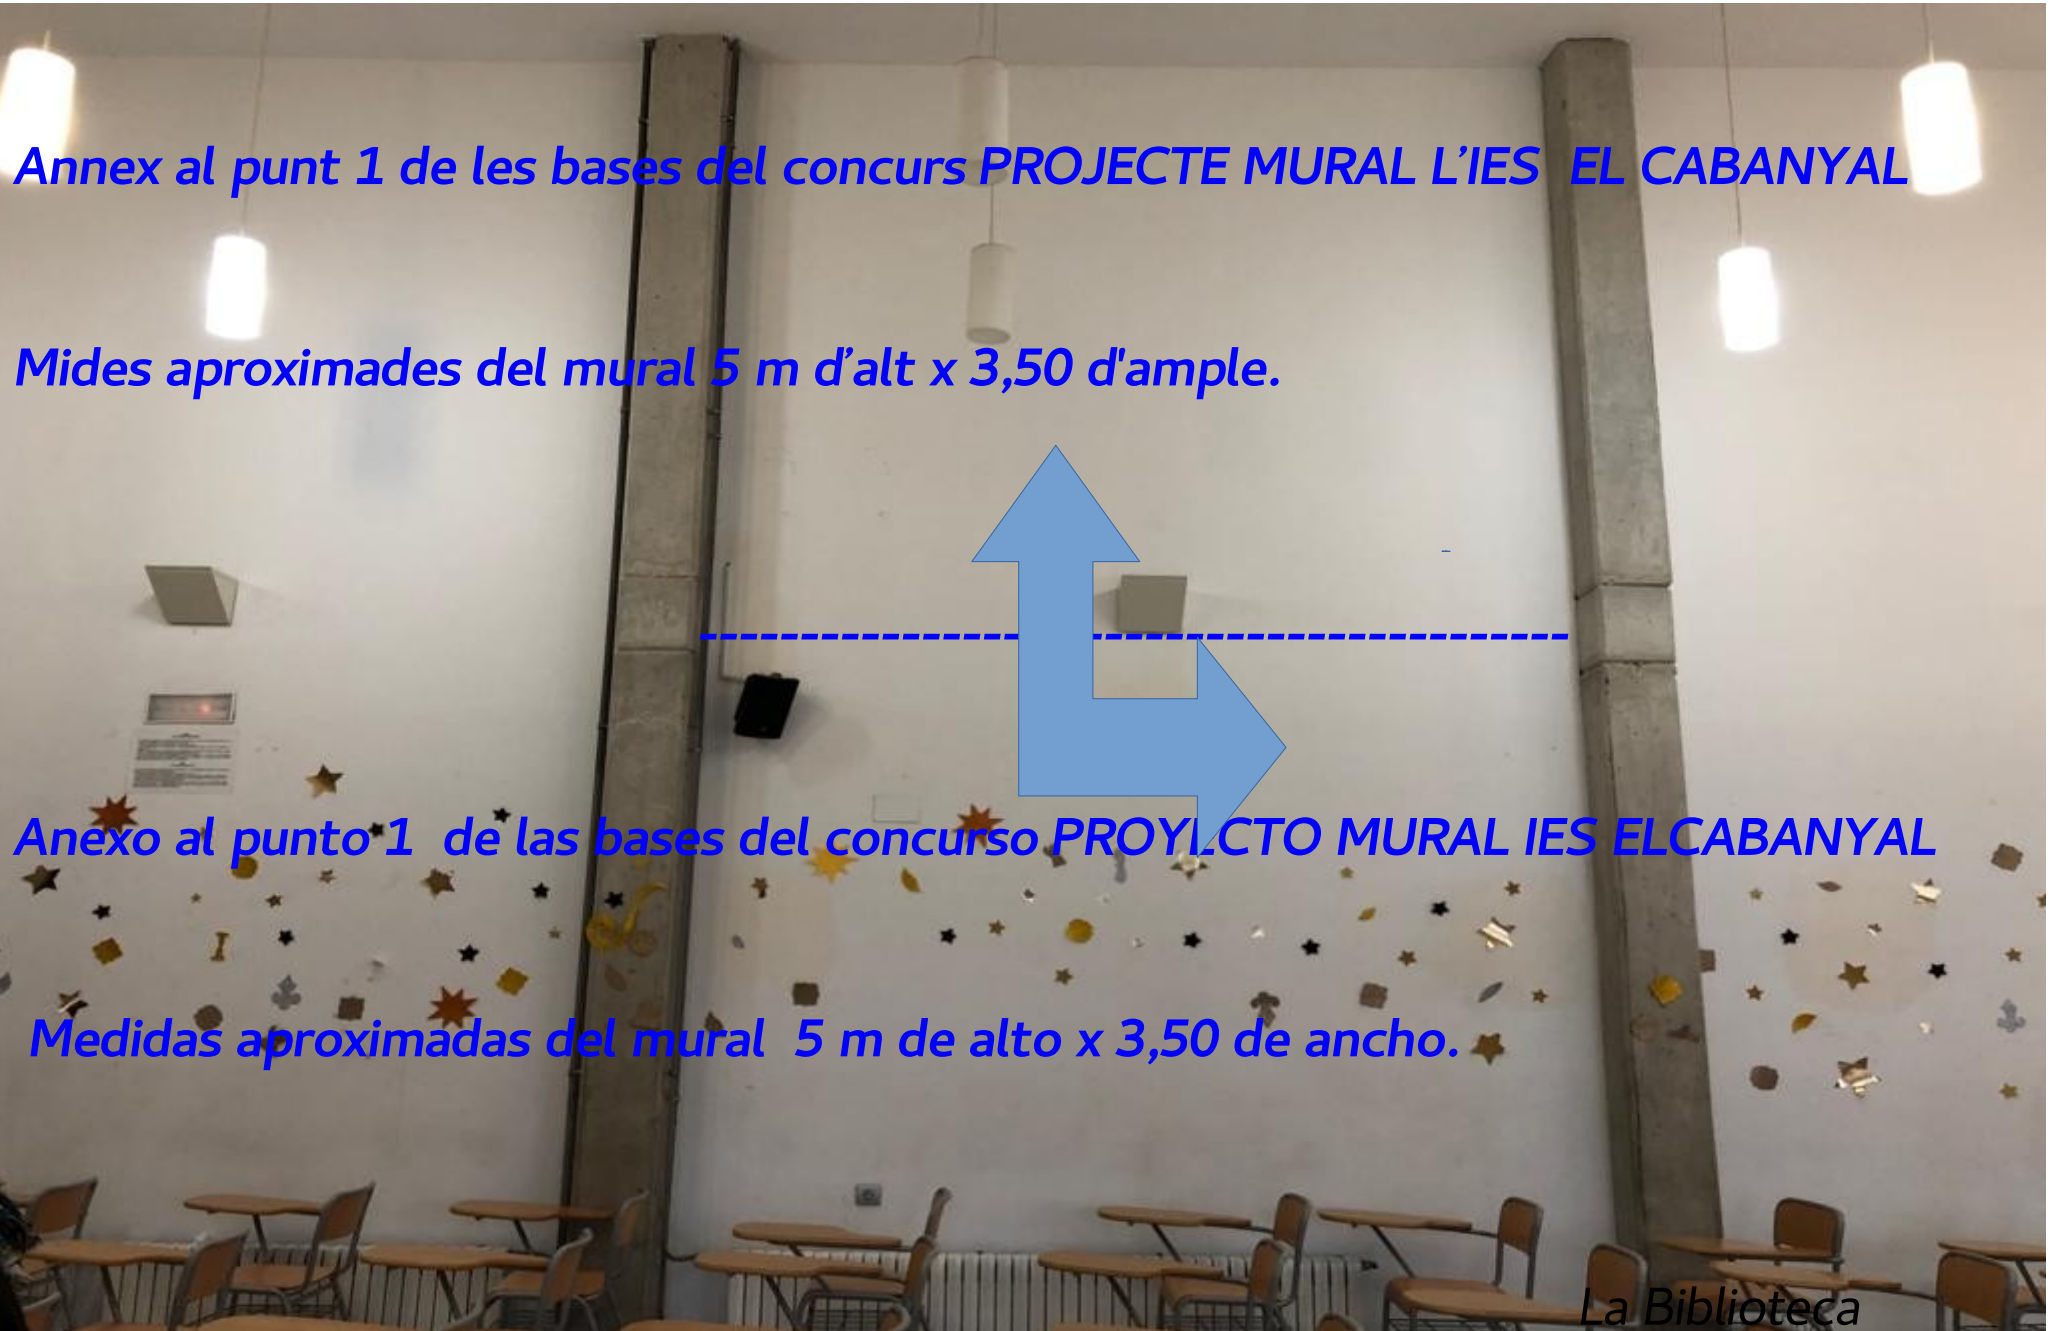 Annex al punt 1 de les bases del concurs PROJECTE MURAL L’IES EL CABANYAL
Mides aproximades del mural 5 m d’alt x 3,50 d'ample.
Anexo al punto 1 de las bases del concurso PROYECTO MURAL IES ELCABANYAL
Medidas aproximadas del mural 5 m de alto x 3,50 de ancho.
La Biblioteca